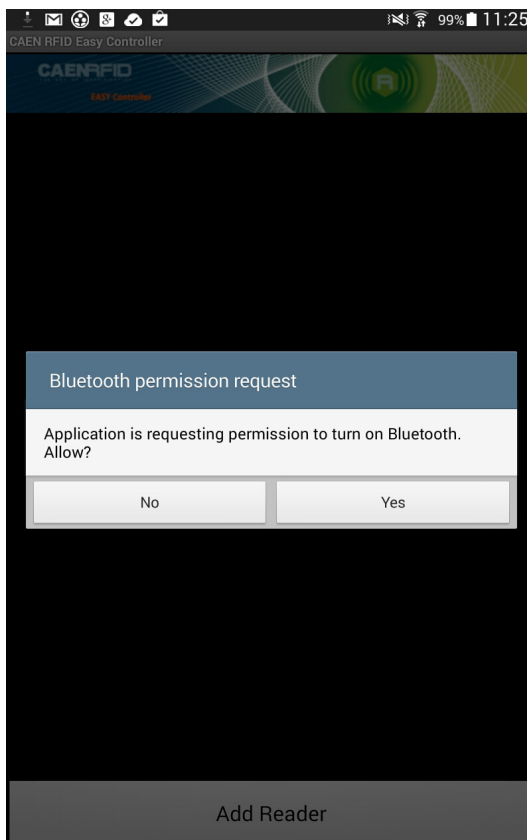 99% 11:25
CAEN RFID Easy Controller
CAENRFID
EASY Controller
R
Bluetooth permission request
Application is requesting permission to turn on Bluetooth.
Allow?
No Yes
Add Reader